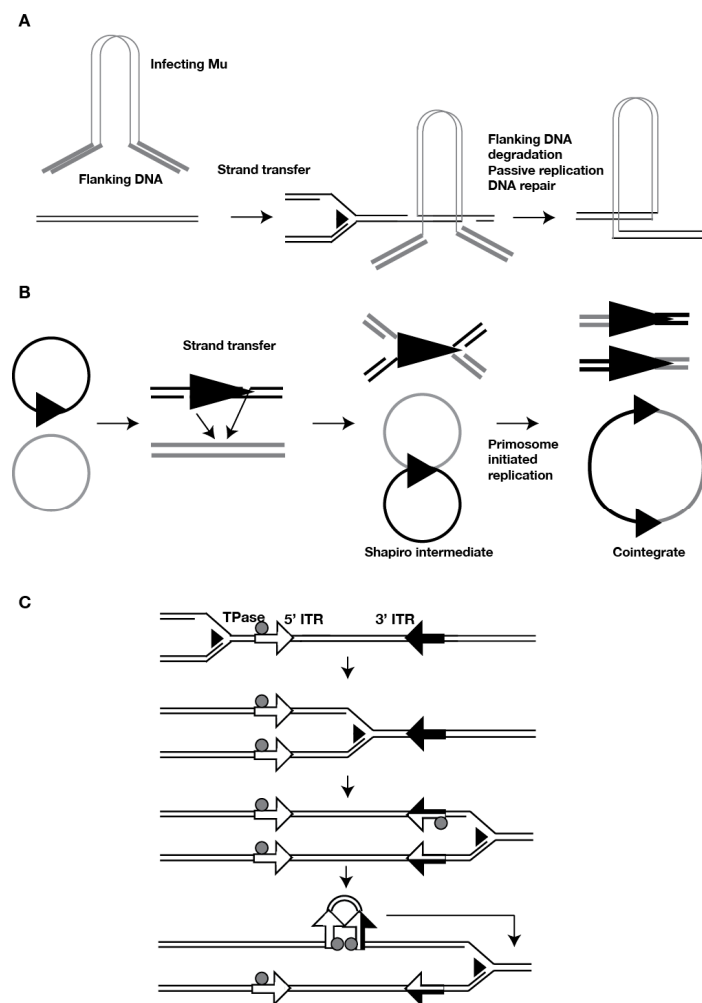 A
Infecting Mu
Flanking DNA
Strand transfer
Flanking DNA
degradation
Passive replication
DNA repair
B
Strand transfer
Primosome
initiated
replication
Shapiro intermediate
Cointegrate
C
TPase
5' ITR
3' ITR